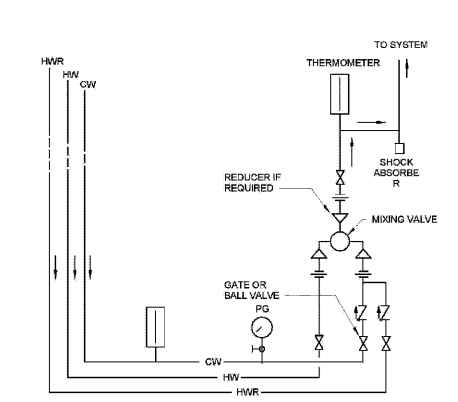 TO SYSTEM
HWR
HW
CW
THERMOMETER
SHOCK
ABSORBE
R
REDUCER IF
REQUIRED
MIXING VALVE
GATE OR
BALL VALVE
PG
CW
HW
HWR